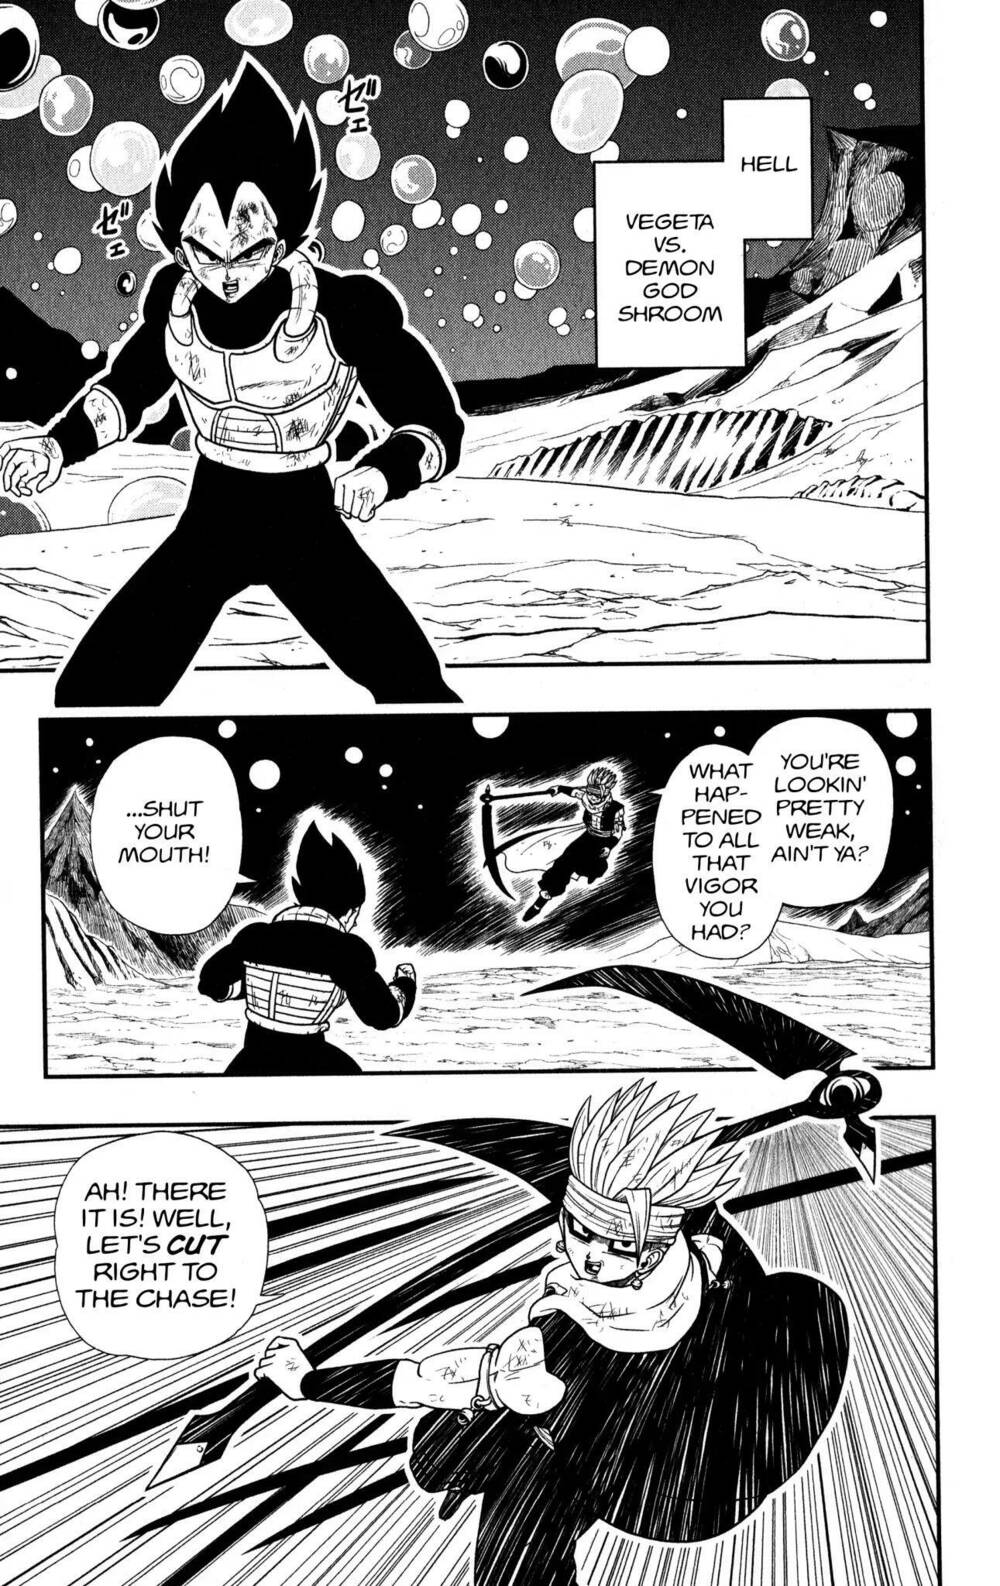 HELL
VEGETA
VS.
DEMON
GOD
SHROOM
ゼェ
ゼェ
YOU'RE
LOOKIN'
PRETTY
WEAK,
AIN'T YA?
WHAT
HAP-
PENED
TO ALL
THAT
VIGOR
YOU
HAD?
...SHUT
YOUR
MOUTH!
AH! THERE
IT IS! WELL,
LET'S CUT
RIGHT TO
THE CHASE!